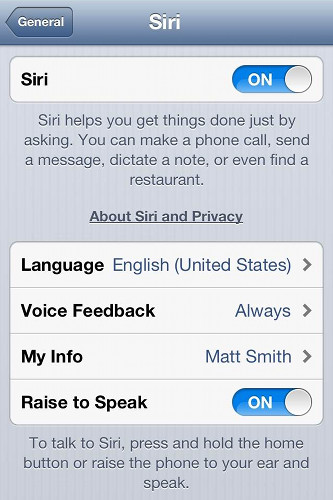 General
Siri
Siri ON
Siri helps you get things done just by
asking. You can make a phone call, send
a message, dictate a note, or even find a
restaurant.
About Siri and Privacy
Language English (United States)
Voice Feedback Always
My Info Matt Smith
Raise to Speak ON
To talk to Siri, press and hold the home
button or raise the phone to your ear and
speak.